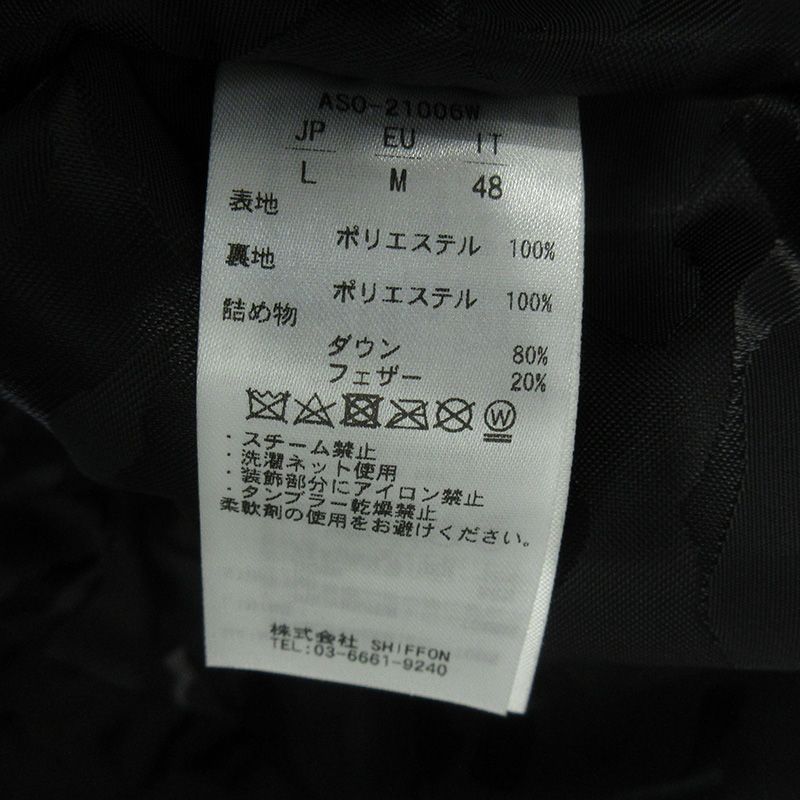 ASO-21006W
JP EU IT
L M 48
表地
ポリエステル 100%
裏地
ポリエステル 100%
詰め物
ダウン 80%
フェザー 20%
W
・スチーム禁止
・洗濯ネット使用
・装飾部分にアイロン禁止
・タンブラー乾燥禁止
柔軟剤の使用をお避けください。
株式会社 SHIFFON
TEL:03-6661-9240